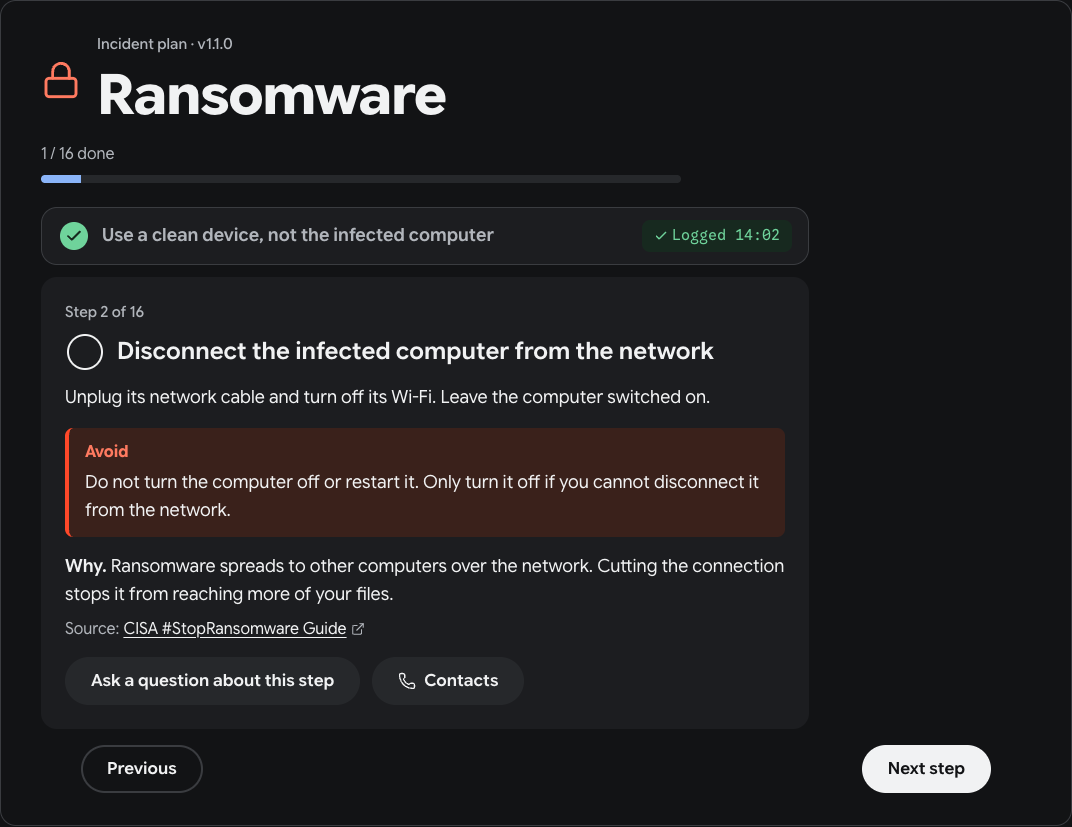 Incident plan · v1.1.0
Ransomware
1 / 16 done
Use a clean device, not the infected computer
Logged 14:02
Step 2 of 16
Disconnect the infected computer from the network
Unplug its network cable and turn off its Wi-Fi. Leave the computer switched on.
Avoid
Do not turn the computer off or restart it. Only turn it off if you cannot disconnect it
from the network.
Why. Ransomware spreads to other computers over the network. Cutting the connection
stops it from reaching more of your files.
Source: CISA #StopRansomware Guide
Ask a question about this step
Contacts
Previous
Next step